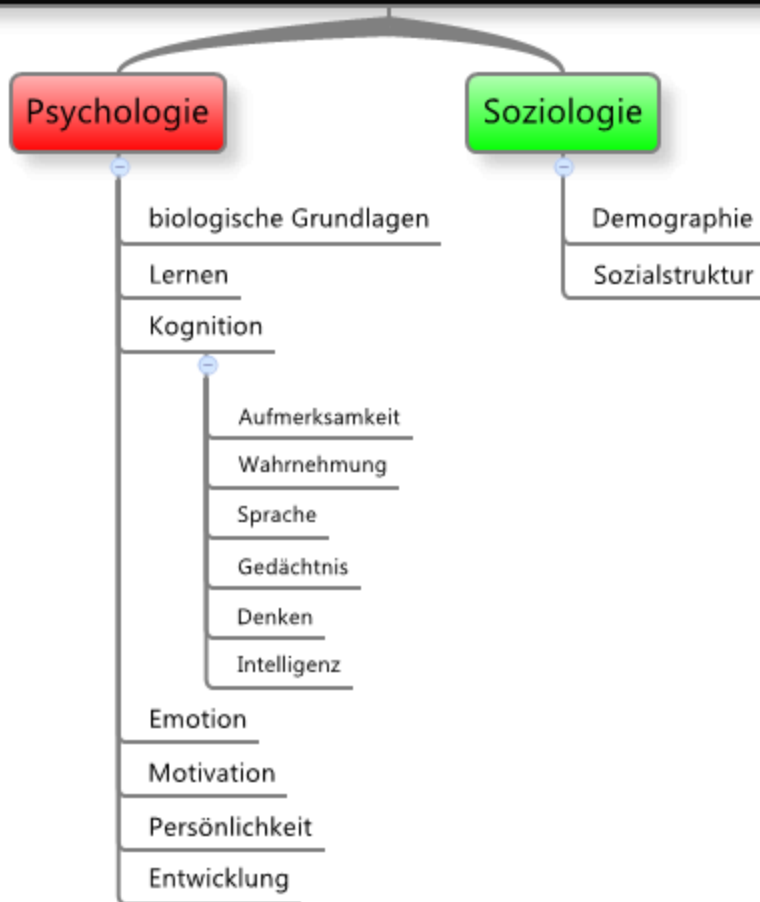 Psychologie
biologische Grundlagen
Lernen
Kognition
Aufmerksamkeit
Wahrnehmung
Sprache
Gedächtnis
Denken
Intelligenz
Emotion
Motivation
Persönlichkeit
Entwicklung
Soziologie
Demographie
Sozialstruktur